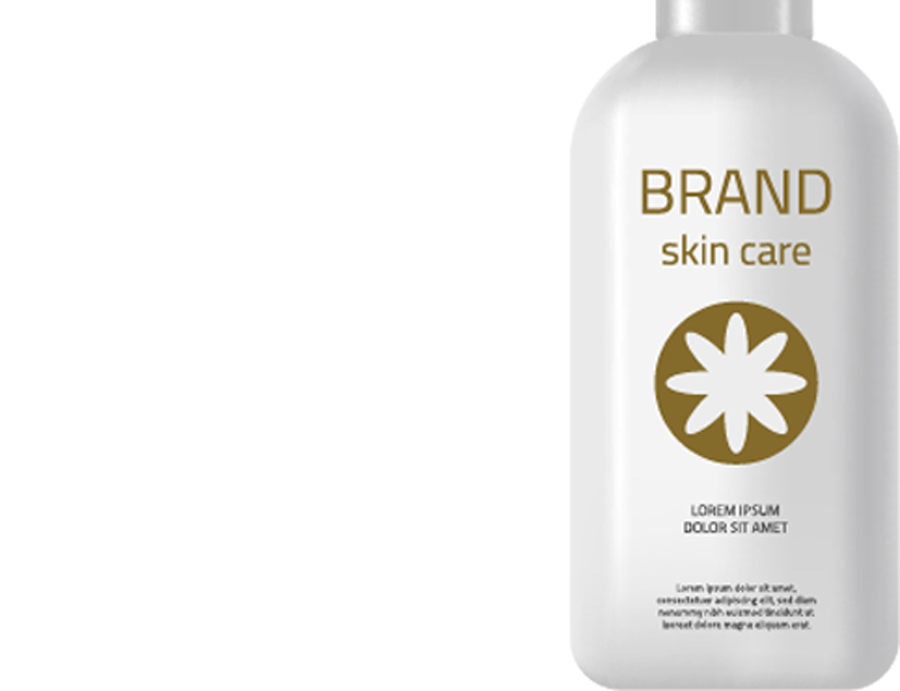 BRAND
skin care
LOREM IPSUM
DOLOR SIT AMET
Lorem ipsum dolor sit amet,
consectetuer adipiscing elit, sed diam
nonummy nibh euismod tincidunt ut
laoreet dolore magna aliquam erat.